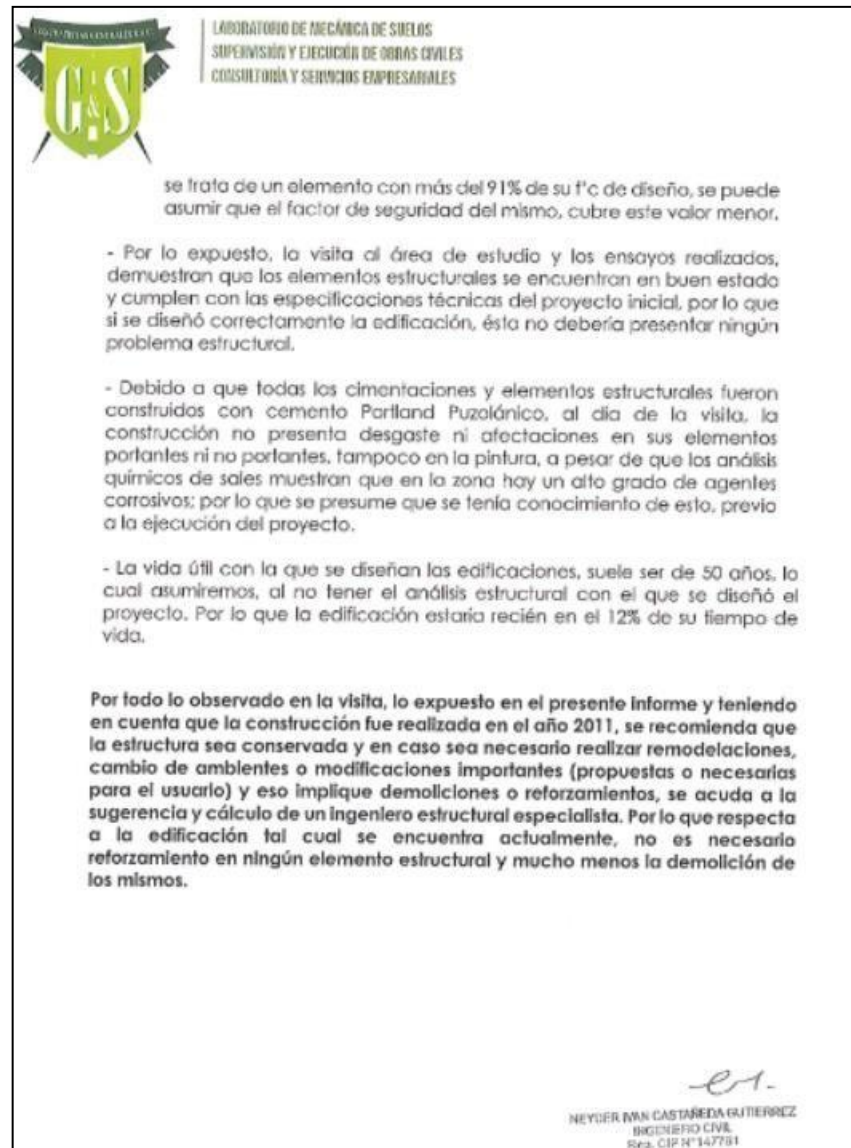 G&S
LABORATORIO DE MECÁNICA DE SUELOS
SUPERVISIÓN Y EJECUCIÓN DE OBRAS CIVILES
CONSULTORÍA Y SERVICIOS EMPRESARIALES
se trata de un elemento con más del 91% de su f'c de diseño, se puede
asumir que el factor de seguridad del mismo, cubre este valor menor.
- Por lo expuesto, la visita al área de estudio y los ensayos realizados,
demuestran que los elementos estructurales se encuentran en buen estado
y cumplen con las especificaciones técnicas del proyecto inicial, por lo que
si se diseñó correctamente la edificación, ésta no debería presentar ningún
problema estructural.
- Debido a que todas las cimentaciones y elementos estructurales fueron
construidos con cemento Portland Puzolánico, al día de la visita, la
construcción no presenta desgaste ni afectaciones en sus elementos
portantes ni no portantes, tampoco en la pintura, a pesar de que los análisis
químicos de sales muestran que en la zona hay un alto grado de agentes
corrosivos; por lo que se presume que se tenía conocimiento de esto, previo
a la ejecución del proyecto.
- La vida útil con la que se diseñan las edificaciones, suele ser de 50 años, lo
cual asumiremos, al no tener el análisis estructural con el que se diseñó el
proyecto. Por lo que la edificación estaría recién en el 12% de su tiempo de
vida.
Por todo lo observado en la visita, lo expuesto en el presente informe y teniendo
en cuenta que la construcción fue realizada en el año 2011, se recomienda que
la estructura sea conservada y en caso sea necesario realizar remodelaciones,
cambio de ambientes o modificaciones importantes (propuestas o necesarias
para el usuario) y eso implique demoliciones o reforzamientos, se acuda a la
sugerencia y cálculo de un ingeniero estructural especialista. Por lo que respecta
a la edificación tal cual se encuentra actualmente, no es necesario
reforzamiento en ningún elemento estructural y mucho menos la demolición de
los mismos.
NEYDER IVAN CASTAÑEDA GUTIERREZ
INGENIERO CIVIL
Reg. CIP N° 147781